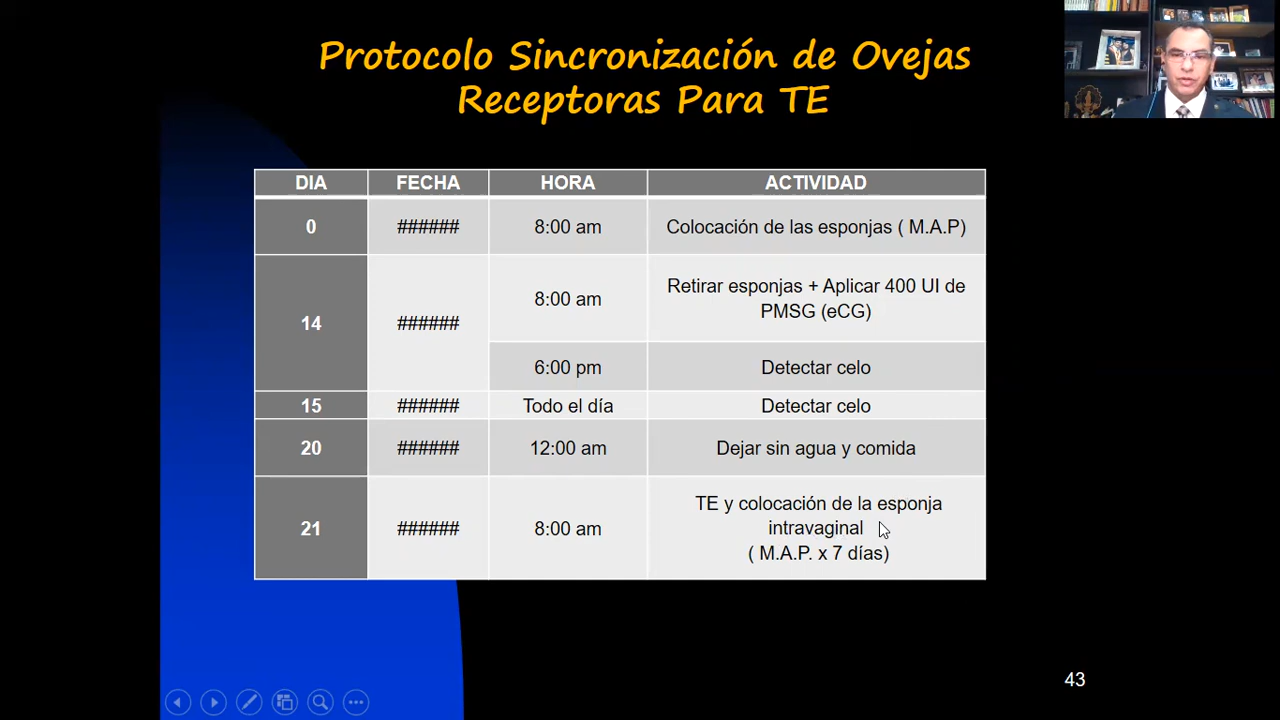 Protocolo Sincronización de Ovejas
Receptoras Para TE
DIA FECHA HORA ACTIVIDAD
0 ###### 8:00 am Colocación de las esponjas ( M.A.P)
14 ###### 8:00 am Retirar esponjas + Aplicar 400 UI de
PMSG (eCG)
6:00 pm Detectar celo
15 ###### Todo el día Detectar celo
20 ###### 12:00 am Dejar sin agua y comida
21 ###### 8:00 am TE y colocación de la esponja
intravaginal
( M.A.P. x 7 días)
43